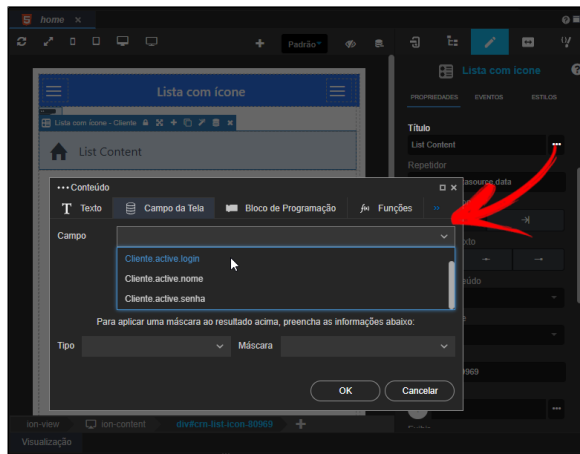 home ×
Padrão
Lista com ícone
Lista com ícone
PROPRIEDADES EVENTOS ESTILOS
Lista com ícone - Cliente
List Content
Título
List Content
Repetidor
asource data
Conteúdo
Texto Campo da Tela Bloco de Programação f(x) Funções
Campo
Cliente.active.login
Cliente.active.nome
Cliente.active.senha
Para aplicar uma máscara ao resultado acima, preencha as informações abaixo:
Tipo Máscara
OK Cancelar
ion-view ion-content div#crn-list-icon-80969
Visualização